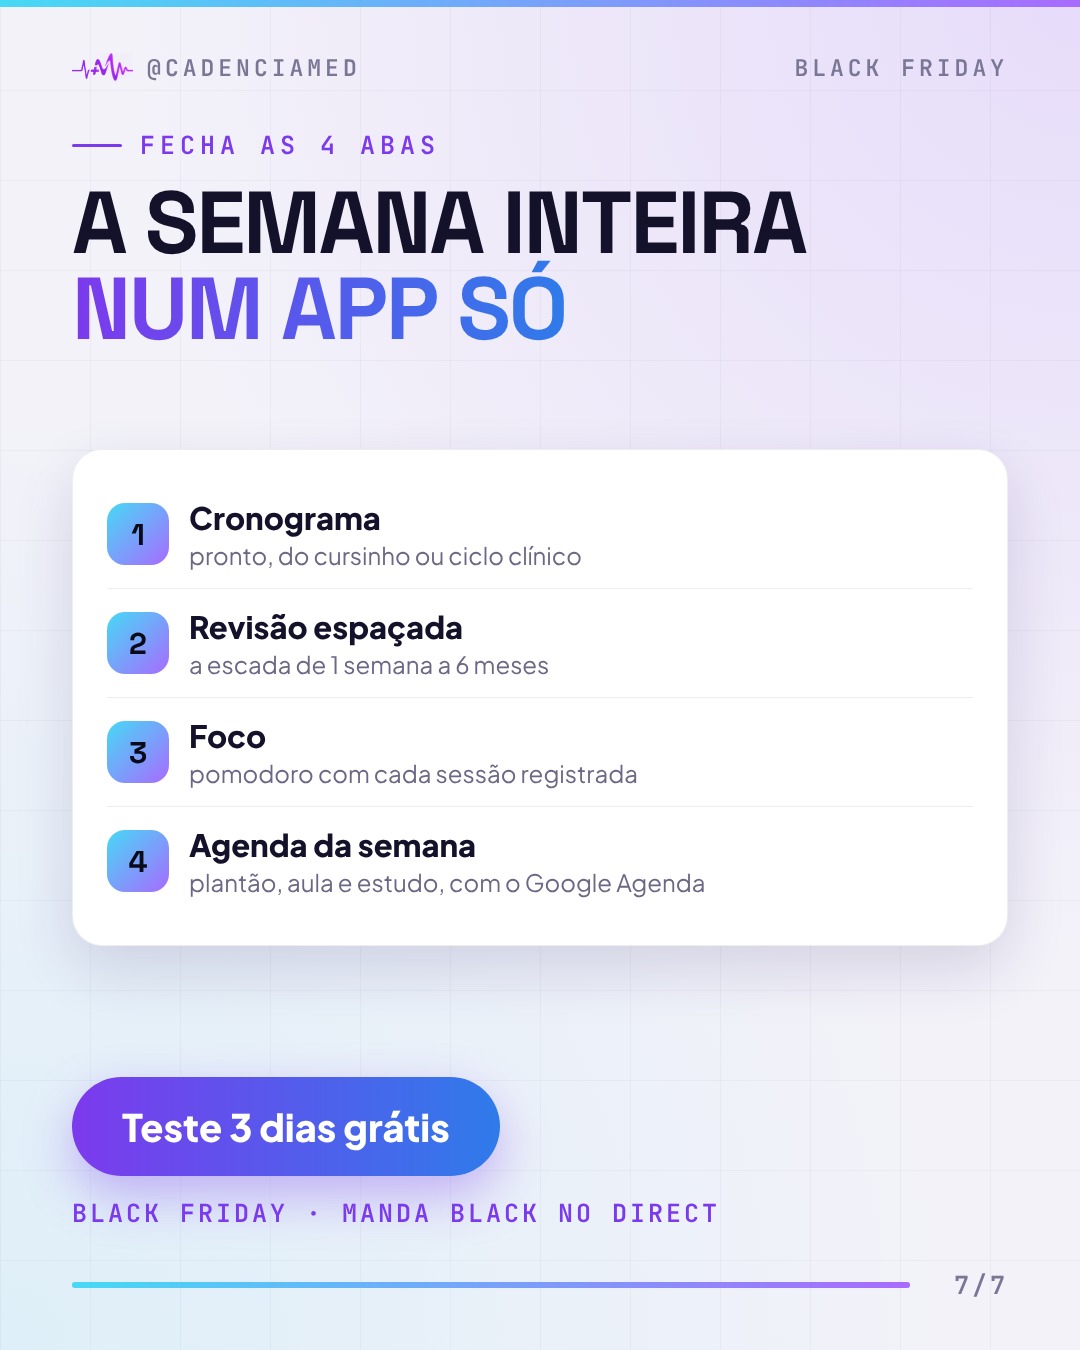 @CADENCIAMED
BLACK FRIDAY
FECHA AS 4 ABAS
A SEMANA INTEIRA
NUM APP SÓ
1
Cronograma
pronto, do cursinho ou ciclo clínico
2
Revisão espaçada
a escada de 1 semana a 6 meses
3
Foco
pomodoro com cada sessão registrada
4
Agenda da semana
plantão, aula e estudo, com o Google Agenda
Teste 3 dias grátis
BLACK FRIDAY · MANDA BLACK NO DIRECT
7/7